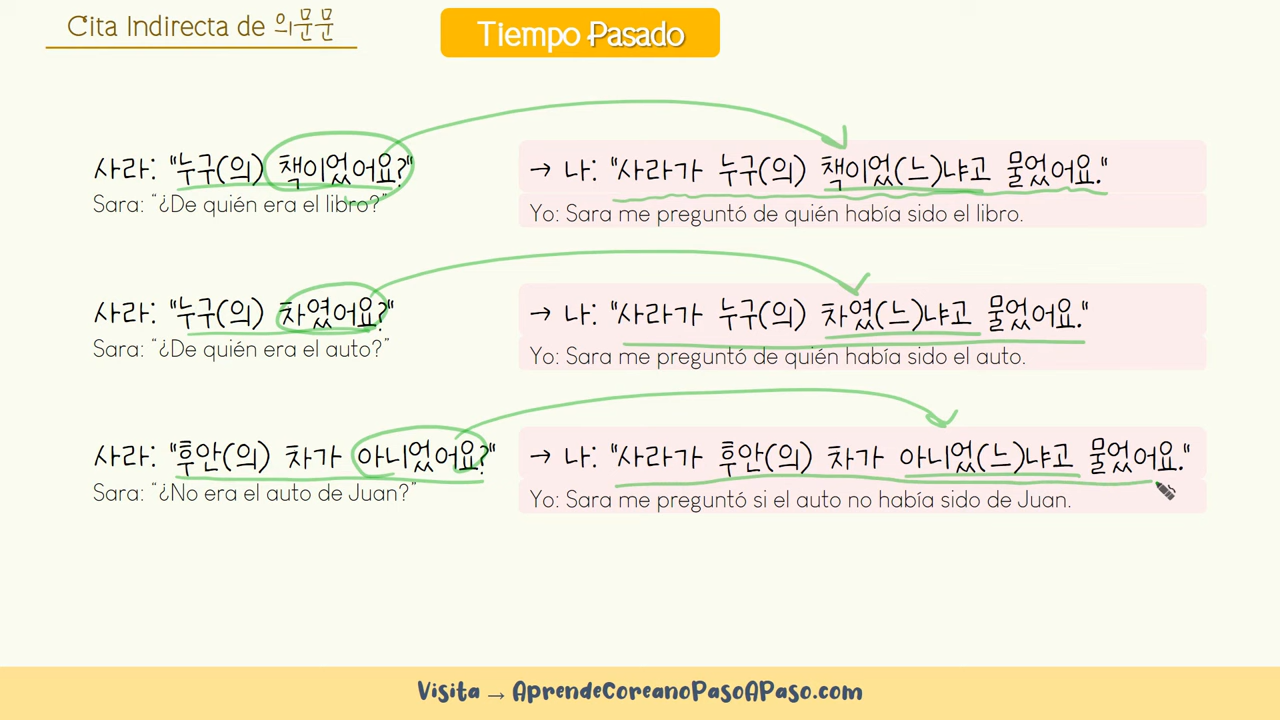 Cita Indirecta de 의문문
Tiempo Pasado
사라: "누구(의) 책이었어요?"
Sara: “¿De quién era el libro?”
→ 나: "사라가 누구(의) 책이었(느)냐고 물었어요."
Yo: Sara me preguntó de quién había sido el libro.
사라: "누구(의) 차였어요?"
Sara: “¿De quién era el auto?”
→ 나: "사라가 누구(의) 차였(느)냐고 물었어요."
Yo: Sara me preguntó de quién había sido el auto.
사라: "후안(의) 차가 아니었어요?"
Sara: “¿No era el auto de Juan?”
→ 나: "사라가 후안(의) 차가 아니었(느)냐고 물었어요."
Yo: Sara me preguntó si el auto no había sido de Juan.
Visita → AprendeCoreanoPasoAPaso.com